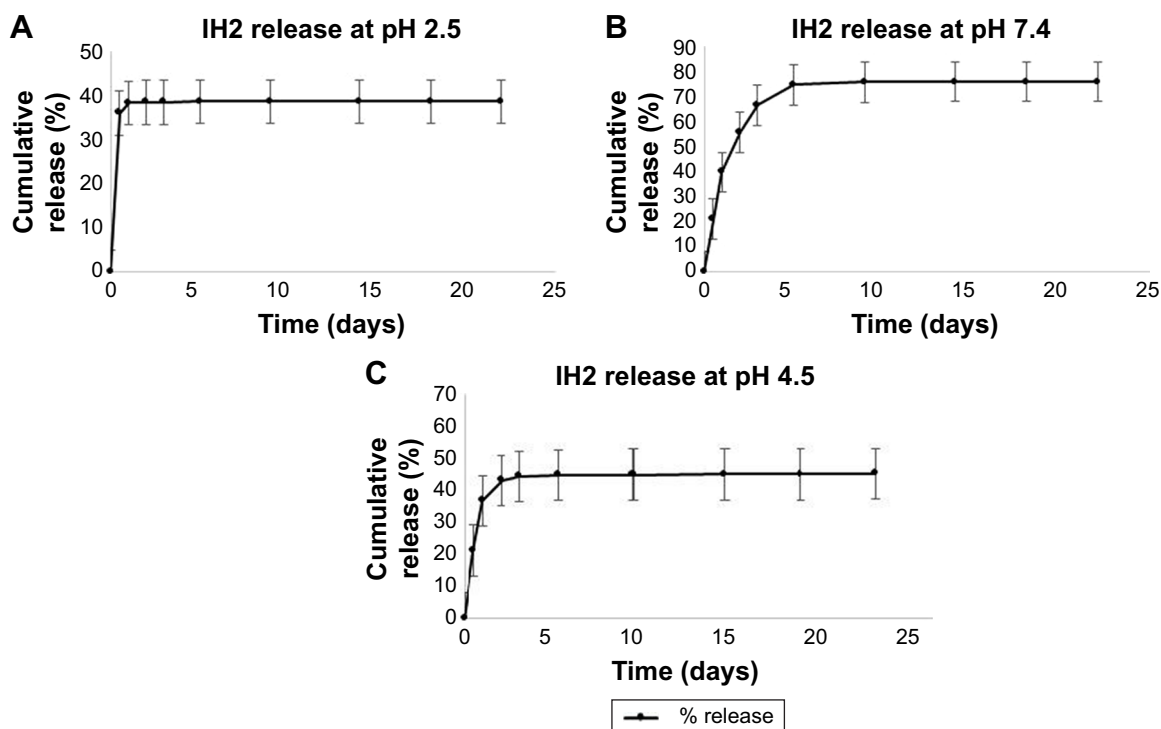 A
IH2 release at pH 2.5
Cumulative
release (%)
50
40
30
20
10
0
0 5 10 15 20 25
Time (days)
B
IH2 release at pH 7.4
Cumulative
release (%)
90
80
70
60
50
40
30
20
10
0
0 5 10 15 20 25
Time (days)
C
IH2 release at pH 4.5
Cumulative
release (%)
70
60
50
40
30
20
10
0
0 5 10 15 20 25
Time (days)
% release